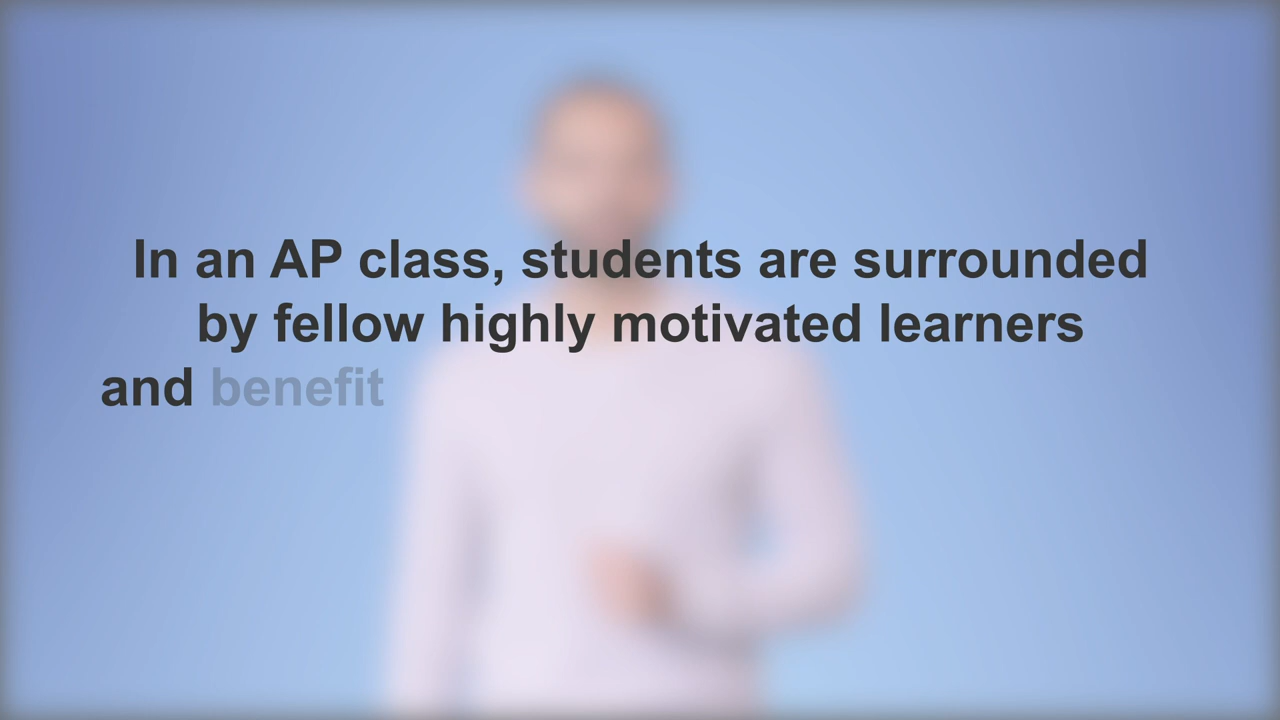 In an AP class, students are surrounded
by fellow highly motivated learners
and benefit